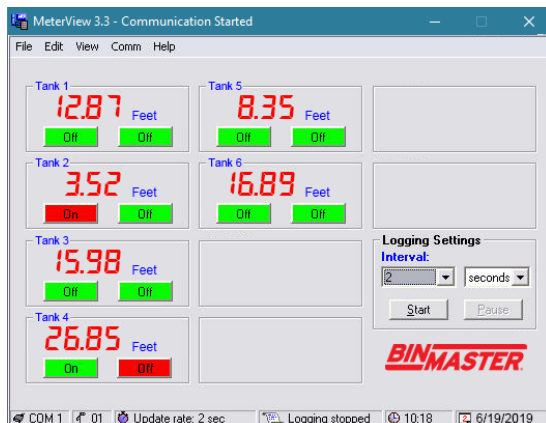 MeterView 3.3 - Communication Started
File Edit View Comm Help
Tank 1
12.87 Feet
Off Off
Tank 2
3.52 Feet
On Off
Tank 3
15.98 Feet
Off Off
Tank 4
26.85 Feet
On Off
Tank 5
8.35 Feet
Off Off
Tank 6
16.89 Feet
Off Off
Logging Settings
Interval:
2 seconds
Start Pause
BINMASTER
COM 1 01 Update rate: 2 sec Logging stopped 10:18 6/19/2019